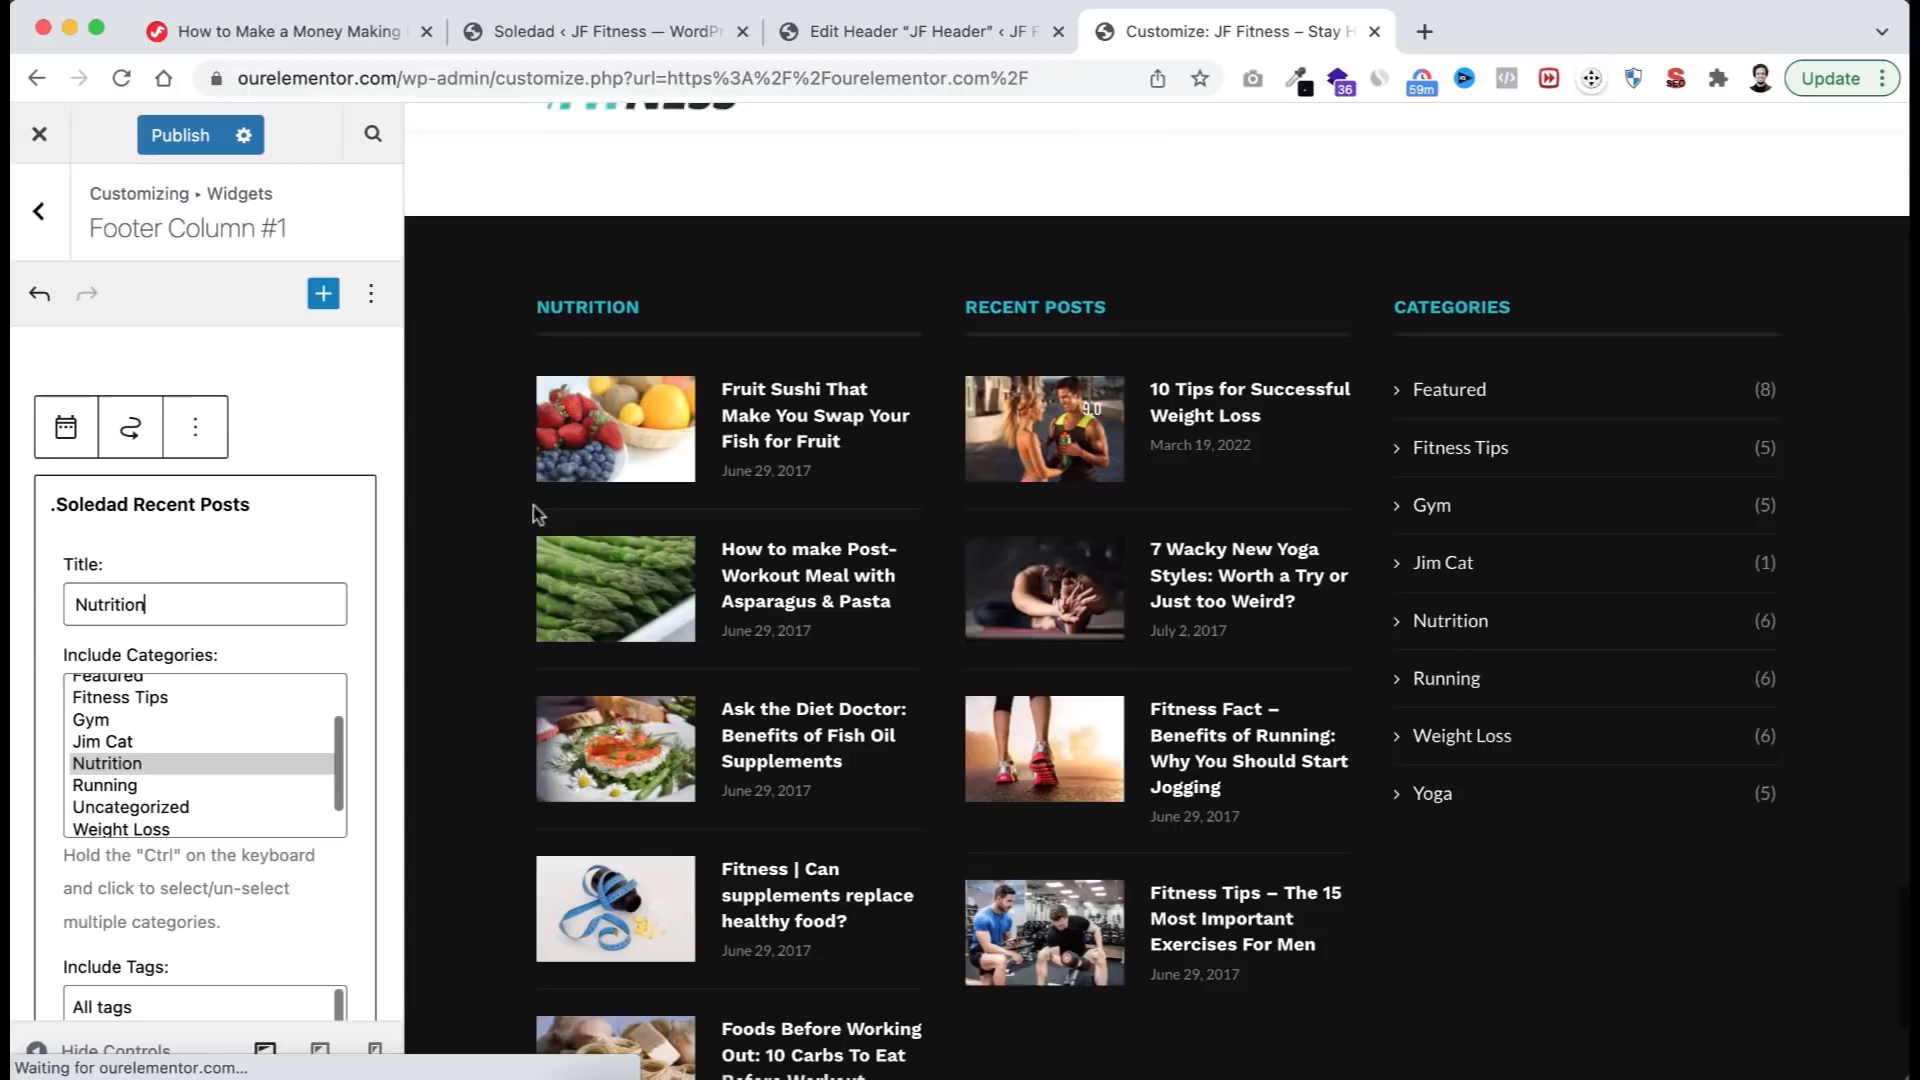 How to Make a Money Making
Soledad ‹ JF Fitness — WordPr
Edit Header “JF Header” ‹ JF F
Customize: JF Fitness – Stay H
ourelementor.com/wp-admin/customize.php?url=https%3A%2F%2Fourelementor.com%2F
36
59m
SEO
Update
Publish
Customizing ▸ Widgets
Footer Column #1
.Soledad Recent Posts
Title:
Nutrition
Include Categories:
Featured
Fitness Tips
Gym
Jim Cat
Nutrition
Running
Uncategorized
Weight Loss
Hold the "Ctrl" on the keyboard
and click to select/un-select
multiple categories.
Include Tags:
All tags
Hide Controls
Waiting for ourelementor.com...
FITNESS
NUTRITION
Fruit Sushi That
Make You Swap Your
Fish for Fruit
June 29, 2017
How to make Post-
Workout Meal with
Asparagus & Pasta
June 29, 2017
Ask the Diet Doctor:
Benefits of Fish Oil
Supplements
June 29, 2017
Fitness | Can
supplements replace
healthy food?
June 29, 2017
Foods Before Working
Out: 10 Carbs To Eat
Before Workout
RECENT POSTS
9.0
10 Tips for Successful
Weight Loss
March 19, 2022
7 Wacky New Yoga
Styles: Worth a Try or
Just too Weird?
July 2, 2017
Fitness Fact –
Benefits of Running:
Why You Should Start
Jogging
June 29, 2017
Fitness Tips – The 15
Most Important
Exercises For Men
June 29, 2017
CATEGORIES
Featured (8)
Fitness Tips (5)
Gym (5)
Jim Cat (1)
Nutrition (6)
Running (6)
Weight Loss (6)
Yoga (5)